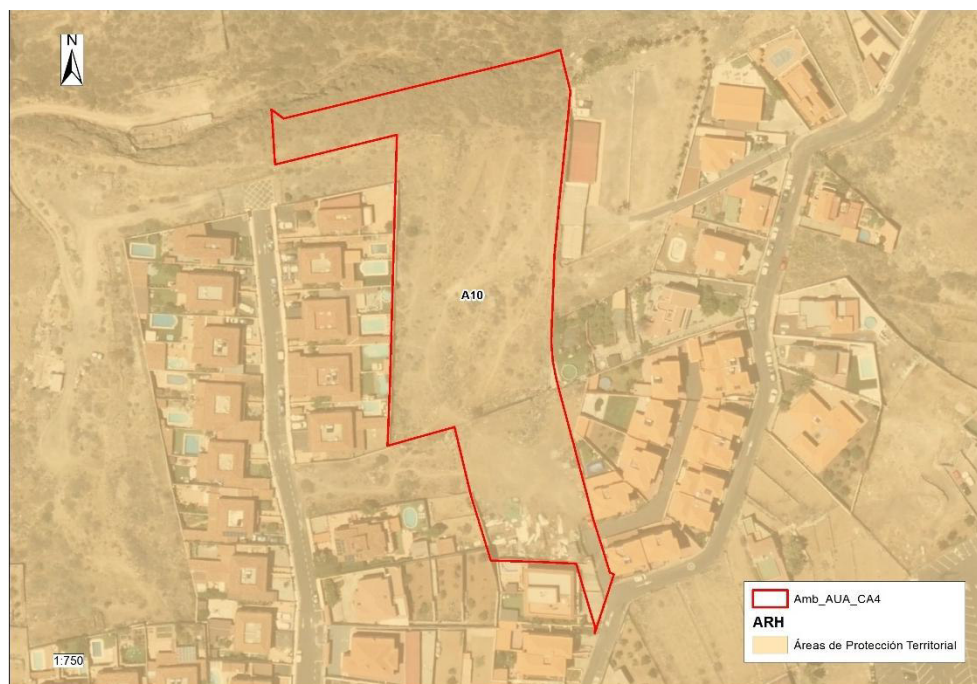 N
A10
Amb_AUA_CA4
ARH
Áreas de Protección Territorial
1:750